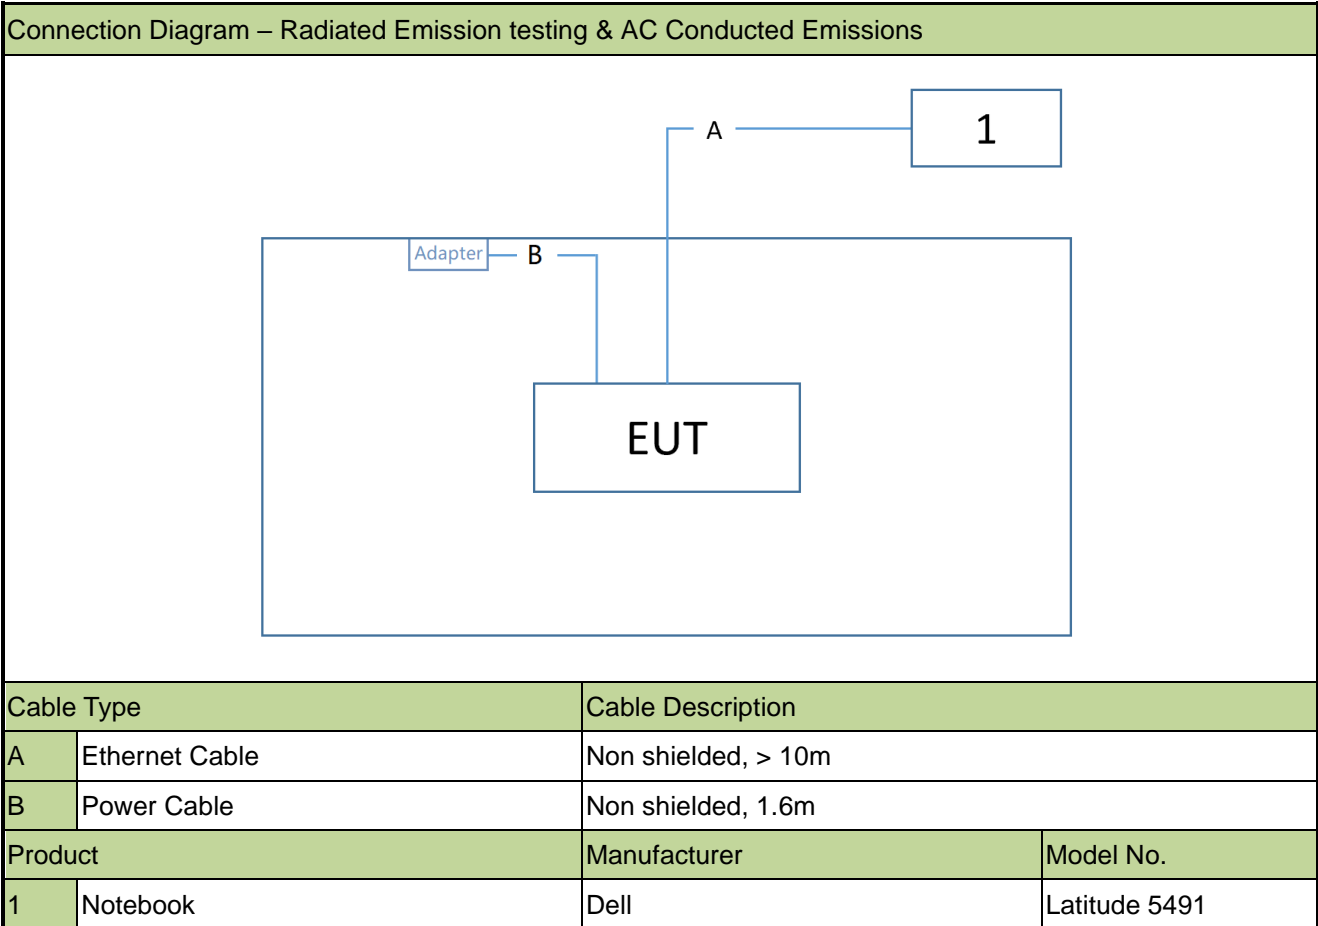 Connection Diagram – Radiated Emission testing & AC Conducted Emissions
A
1
Adapter
B
EUT
Cable Type Cable Description
A Ethernet Cable Non shielded, > 10m
B Power Cable Non shielded, 1.6m
Product Manufacturer Model No.
1 Notebook Dell Latitude 5491